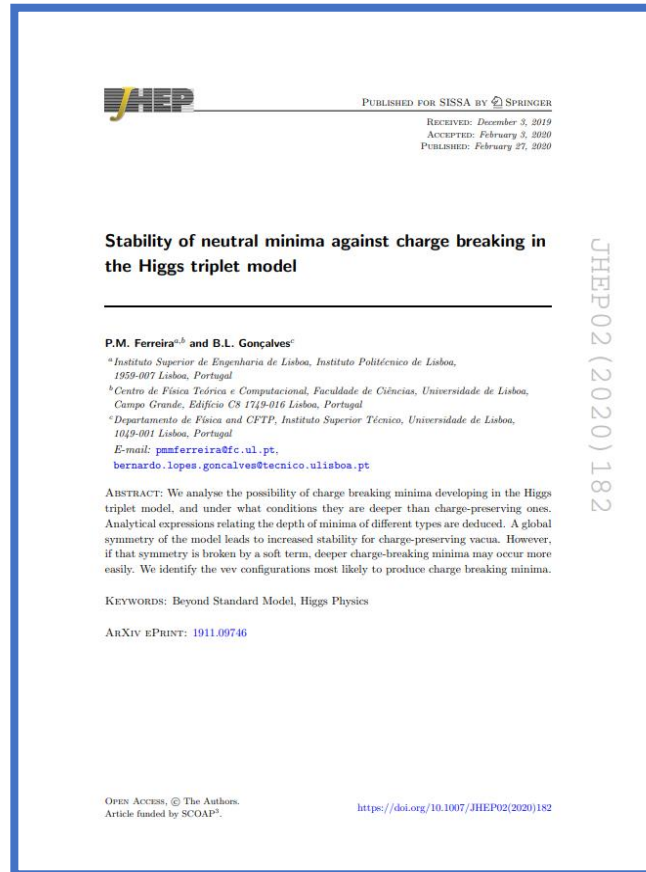 JHEP
PUBLISHED FOR SISSA BY Springer
RECEIVED: December 3, 2019
ACCEPTED: February 3, 2020
PUBLISHED: February 27, 2020
Stability of neutral minima against charge breaking in
the Higgs triplet model
P.M. Ferreira^{a,b} and B.L. Gonçalves^{c}
^{a}Instituto Superior de Engenharia de Lisboa, Instituto Politécnico de Lisboa,
1959-007 Lisboa, Portugal
^{b}Centro de Física Teórica e Computacional, Faculdade de Ciências, Universidade de Lisboa,
Campo Grande, Edifício C8 1749-016 Lisboa, Portugal
^{c}Departamento de Física and CFTP, Instituto Superior Técnico, Universidade de Lisboa,
1049-001 Lisboa, Portugal
E-mail: pmmferreira@fc.ul.pt,
bernardo.lopes.goncalves@tecnico.ulisboa.pt
ABSTRACT: We analyse the possibility of charge breaking minima developing in the Higgs
triplet model, and under what conditions they are deeper than charge-preserving ones.
Analytical expressions relating the depth of minima of different types are deduced. A global
symmetry of the model leads to increased stability for charge-preserving vacua. However,
if that symmetry is broken by a soft term, deeper charge-breaking minima may occur more
easily. We identify the vev configurations most likely to produce charge breaking minima.
KEYWORDS: Beyond Standard Model, Higgs Physics
ARXIV EPRINT: 1911.09746
OPEN ACCESS, © The Authors.
Article funded by SCOAP³.
https://doi.org/10.1007/JHEP02(2020)182
JHEP02(2020)182